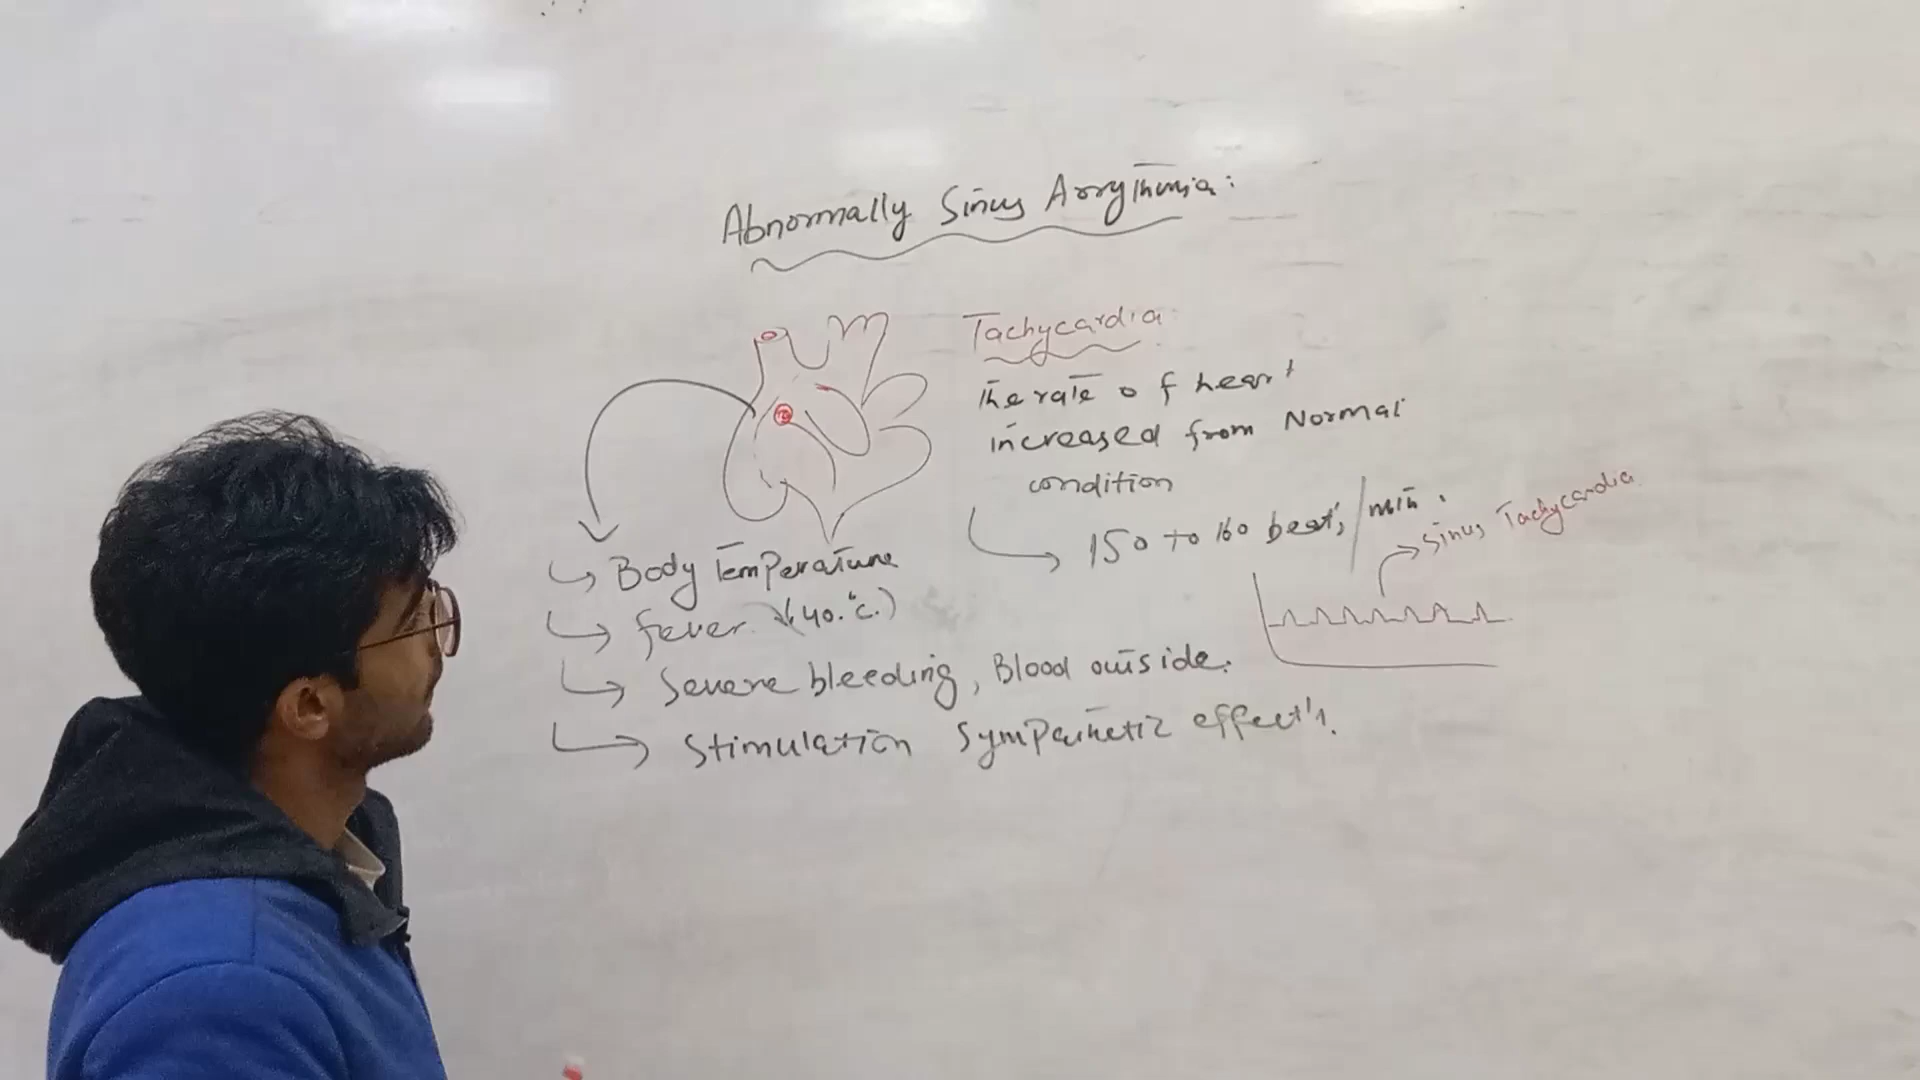 Abnormally Sinus Arrythmia:
Tachycardia:
The rate of heart
increased from Normal
condition
150 to 160 beats/min.
Sinus Tachycardia
Body Temperature
fever (40.°c.)
Severe bleeding, Blood outside.
Stimulation Sympathetic effect's.